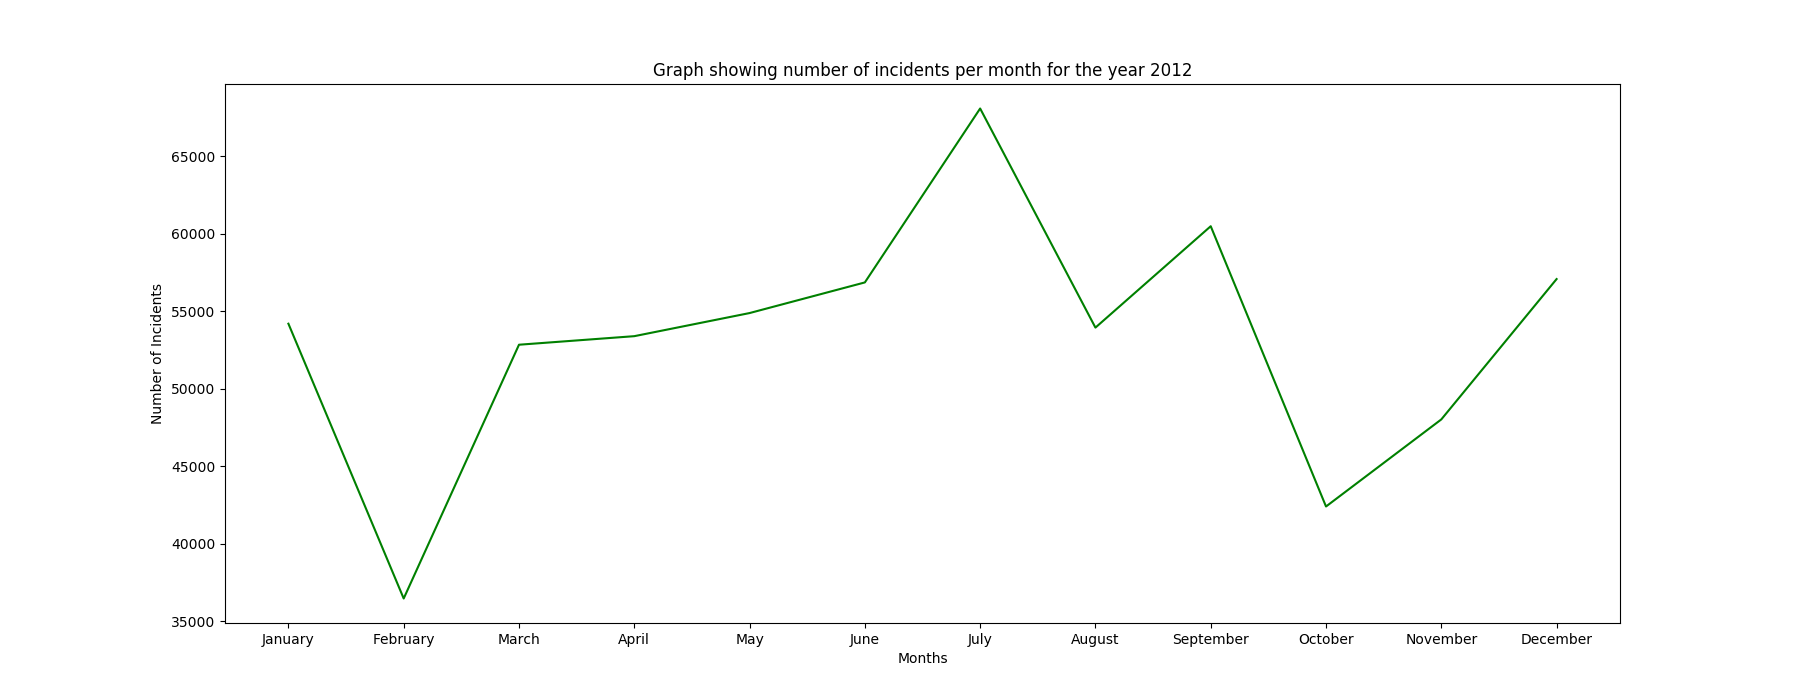 Graph showing number of incidents per month for the year 2012
Number of Incidents
65000
60000
55000
50000
45000
40000
35000
January February March April May June July August September October November December
Months